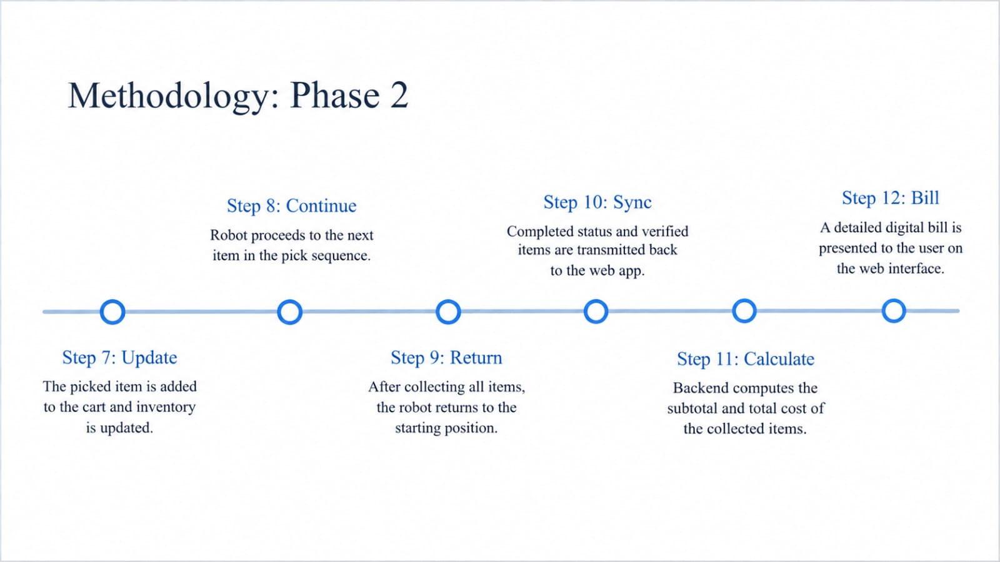 Methodology: Phase 2
Step 7: Update
The picked item is added
to the cart and inventory
is updated.
Step 8: Continue
Robot proceeds to the next
item in the pick sequence.
Step 9: Return
After collecting all items,
the robot returns to the
starting position.
Step 10: Sync
Completed status and verified
items are transmitted back
to the web app.
Step 11: Calculate
Backend computes the
subtotal and total cost of
the collected items.
Step 12: Bill
A detailed digital bill is
presented to the user on
the web interface.